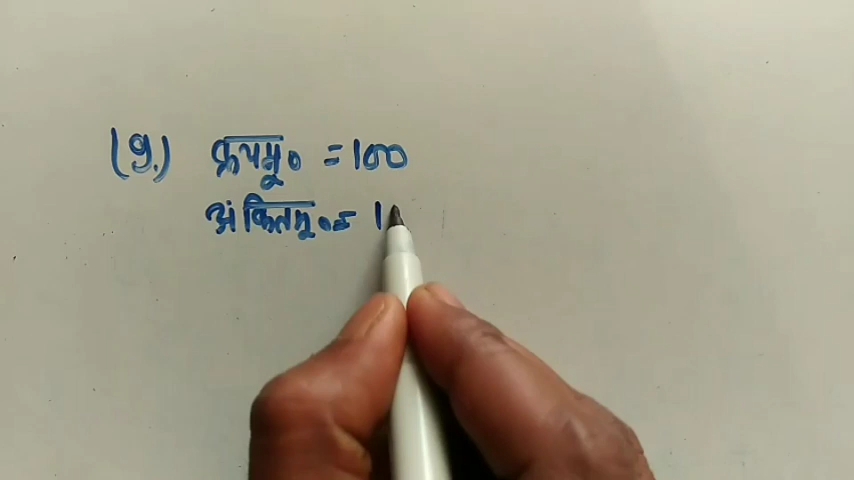 (9.) क्रयमू० = 100
अंकितमू० = 1